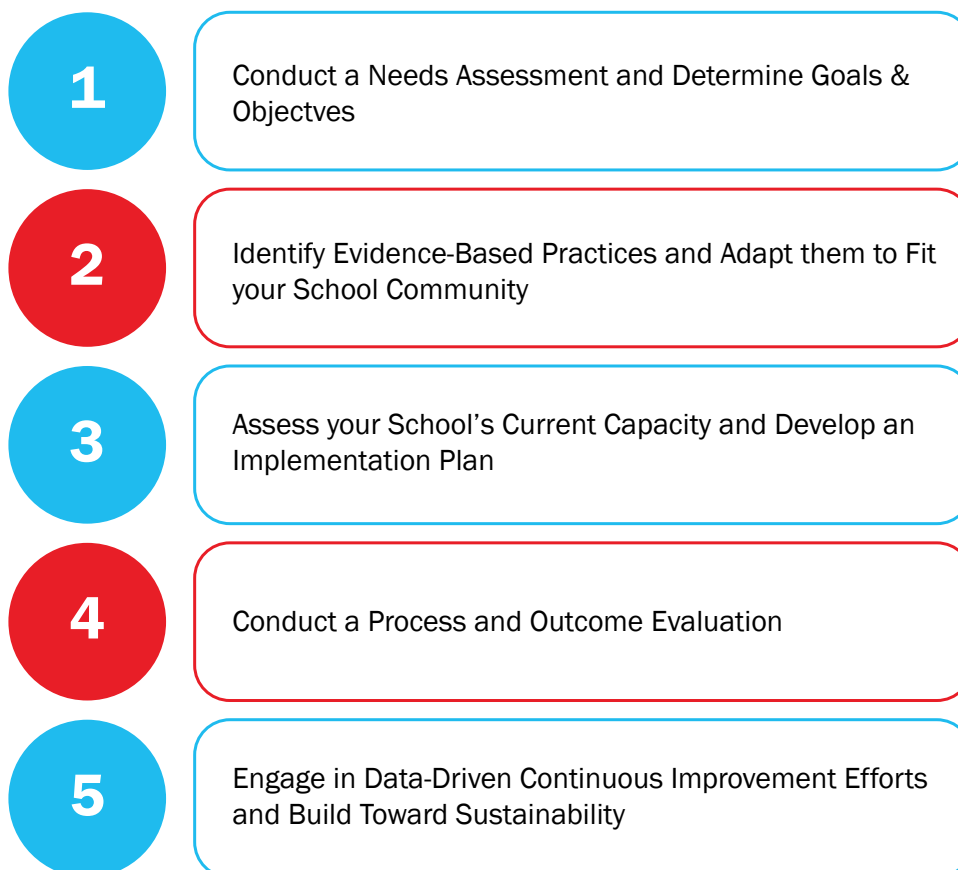 1
Conduct a Needs Assessment and Determine Goals &
Objectves
2
Identify Evidence-Based Practices and Adapt them to Fit
your School Community
3
Assess your School’s Current Capacity and Develop an
Implementation Plan
4
Conduct a Process and Outcome Evaluation
5
Engage in Data-Driven Continuous Improvement Efforts
and Build Toward Sustainability